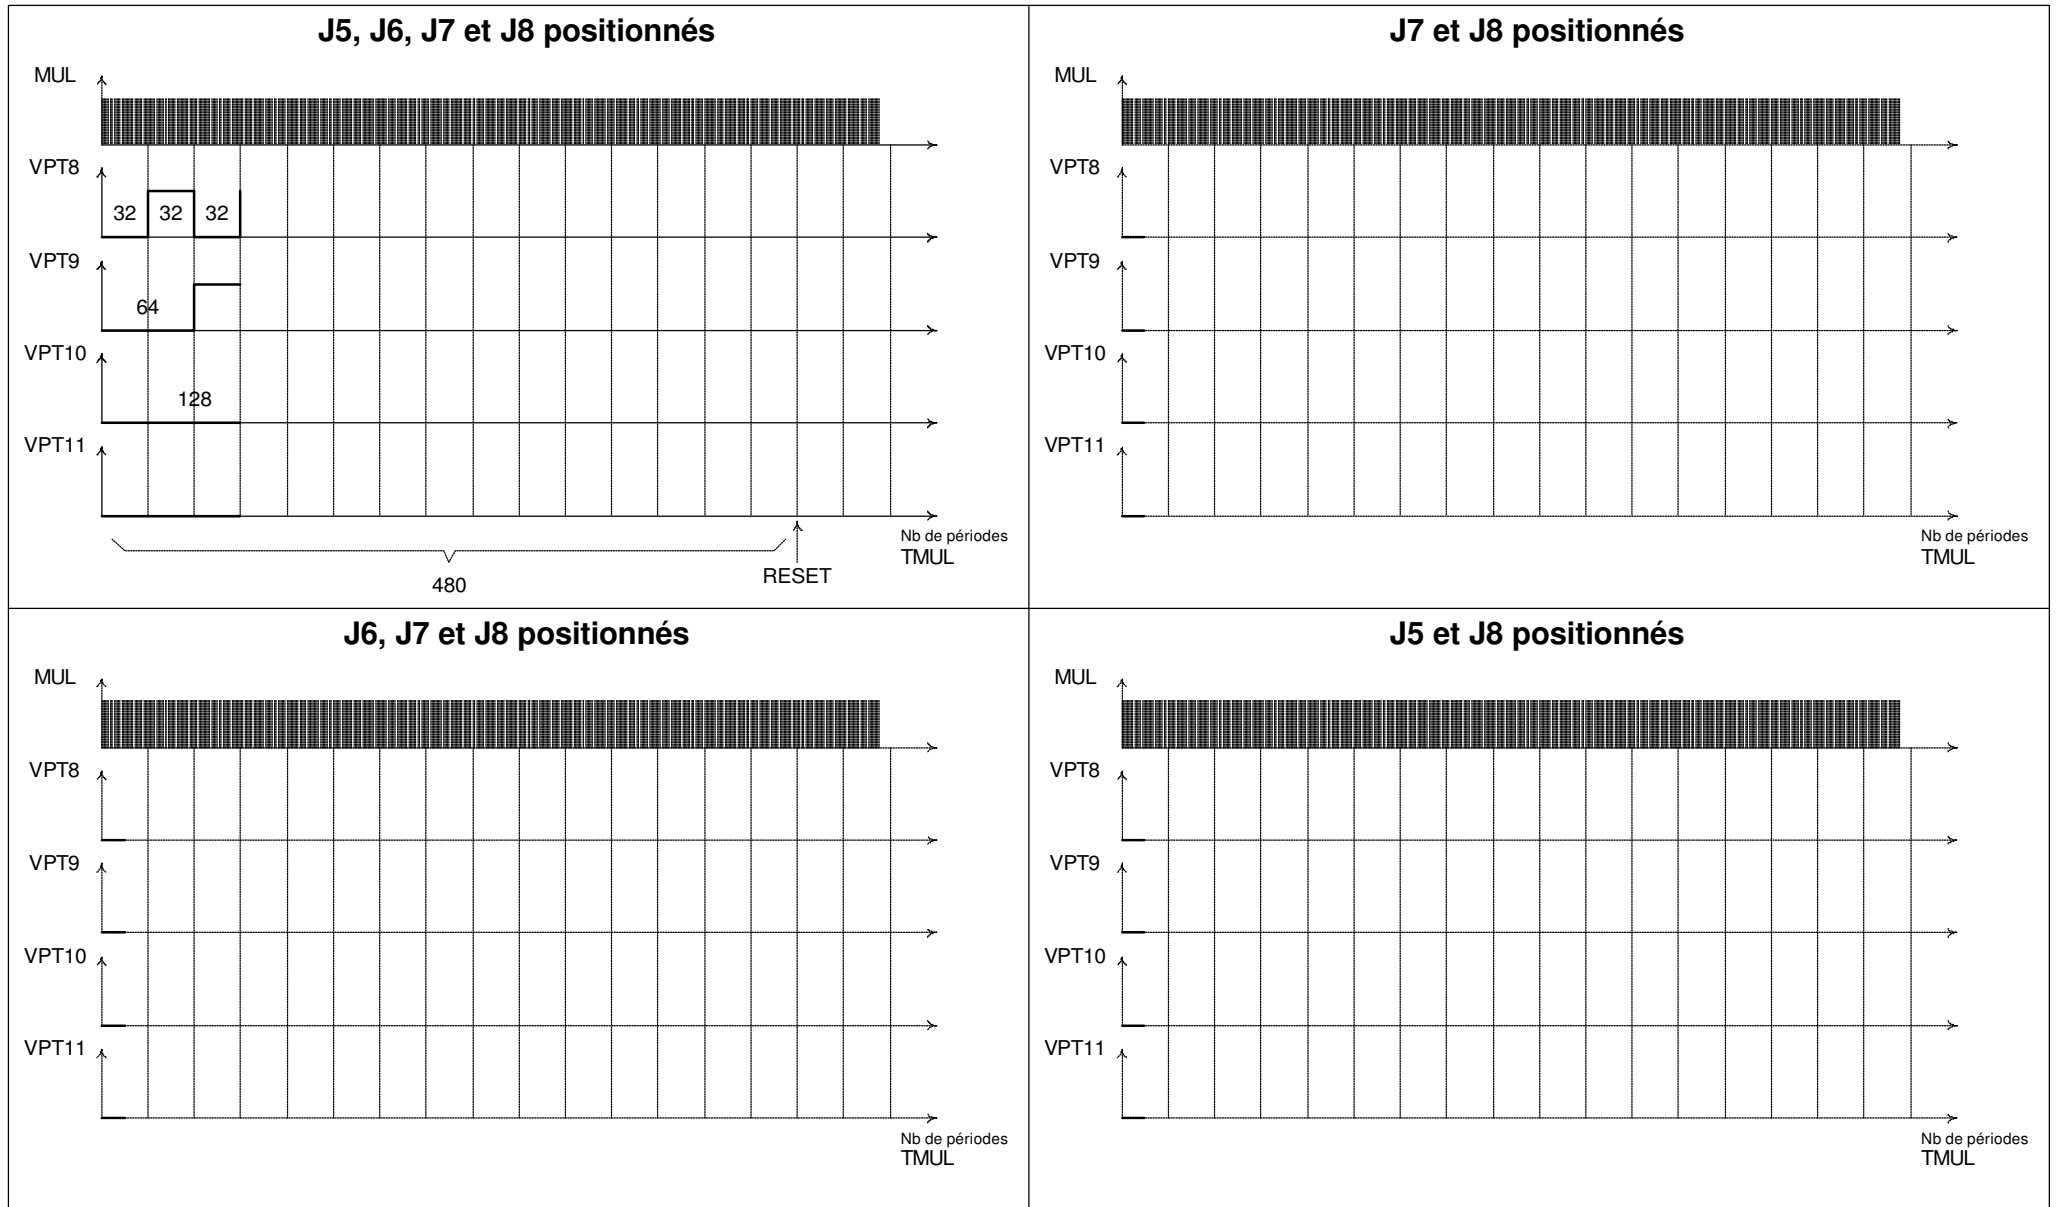 J5, J6, J7 et J8 positionnés
MUL
VPT8
32 32 32
VPT9
64
VPT10
128
VPT11
Nb de périodes
TMUL
480
RESET
J7 et J8 positionnés
MUL
VPT8
VPT9
VPT10
VPT11
Nb de périodes
TMUL
J6, J7 et J8 positionnés
MUL
VPT8
VPT9
VPT10
VPT11
Nb de périodes
TMUL
J5 et J8 positionnés
MUL
VPT8
VPT9
VPT10
VPT11
Nb de périodes
TMUL